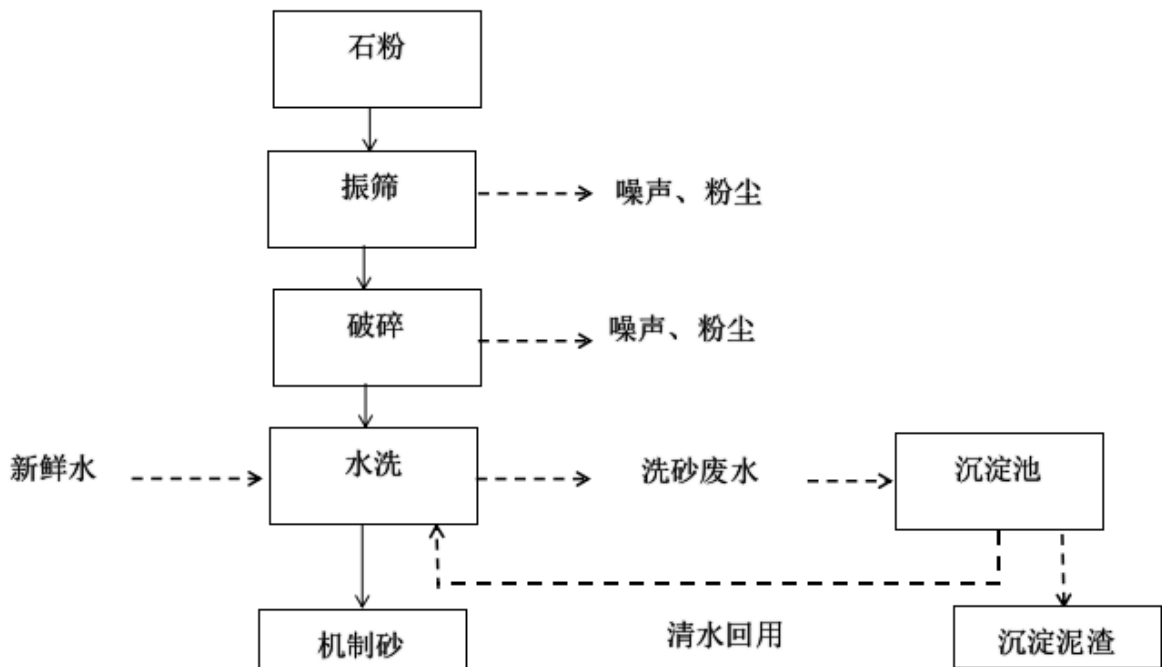 石粉
振筛
噪声、粉尘
破碎
噪声、粉尘
新鲜水
水洗
洗砂废水
沉淀池
机制砂
清水回用
沉淀泥渣